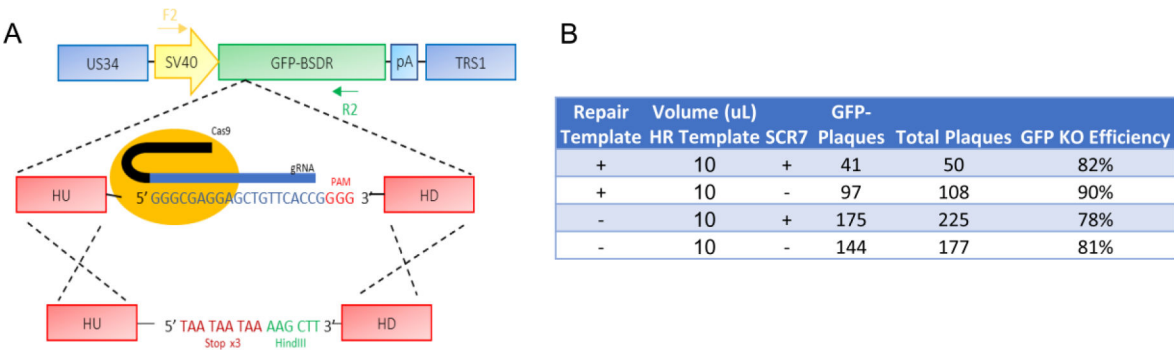 A
F2
US34
SV40
GFP-BSDR
pA
TRS1
R2
Cas9
gRNA
PAM
HU
5' GGGCGAGGAGCTGTTCACCGGGG 3'
HD
HU
5' TAA TAA TAA AAG CTT 3'
HD
Stop x3 HindIII
B
Repair Template Volume (uL) HR Template SCR7 GFP- Plaques Total Plaques GFP KO Efficiency
+ 10 + 41 50 82%
+ 10 - 97 108 90%
- 10 + 175 225 78%
- 10 - 144 177 81%